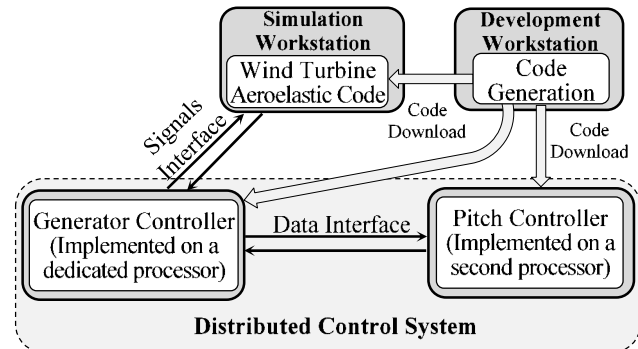 Simulation
Workstation
Wind Turbine
Aeroelastic Code
Development
Workstation
Code
Generation
Code
Download
Code
Download
Signals
Interface
Generator Controller
(Implemented on a
dedicated processor)
Data Interface
Pitch Controller
(Implemented on a
second processor)
Distributed Control System